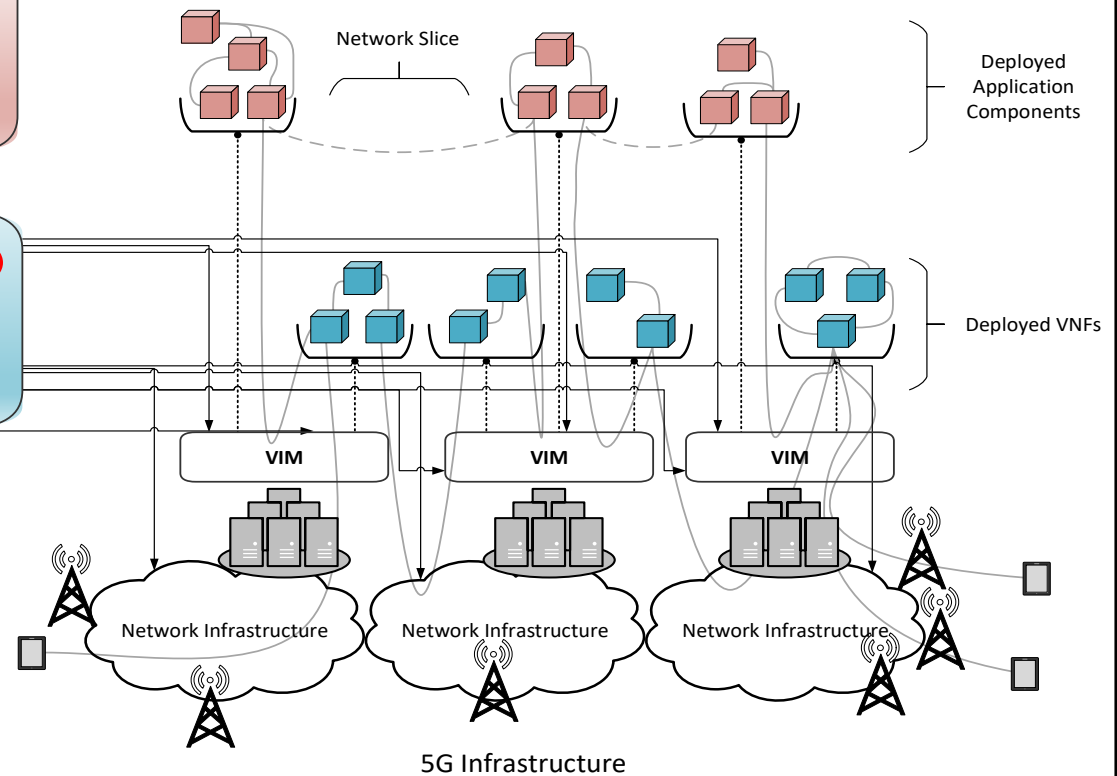 Network Slice
Deployed
Application
Components
Deployed VNFs
VIM
VIM
VIM
Network Infrastructure
Network Infrastructure
Network Infrastructure
5G Infrastructure